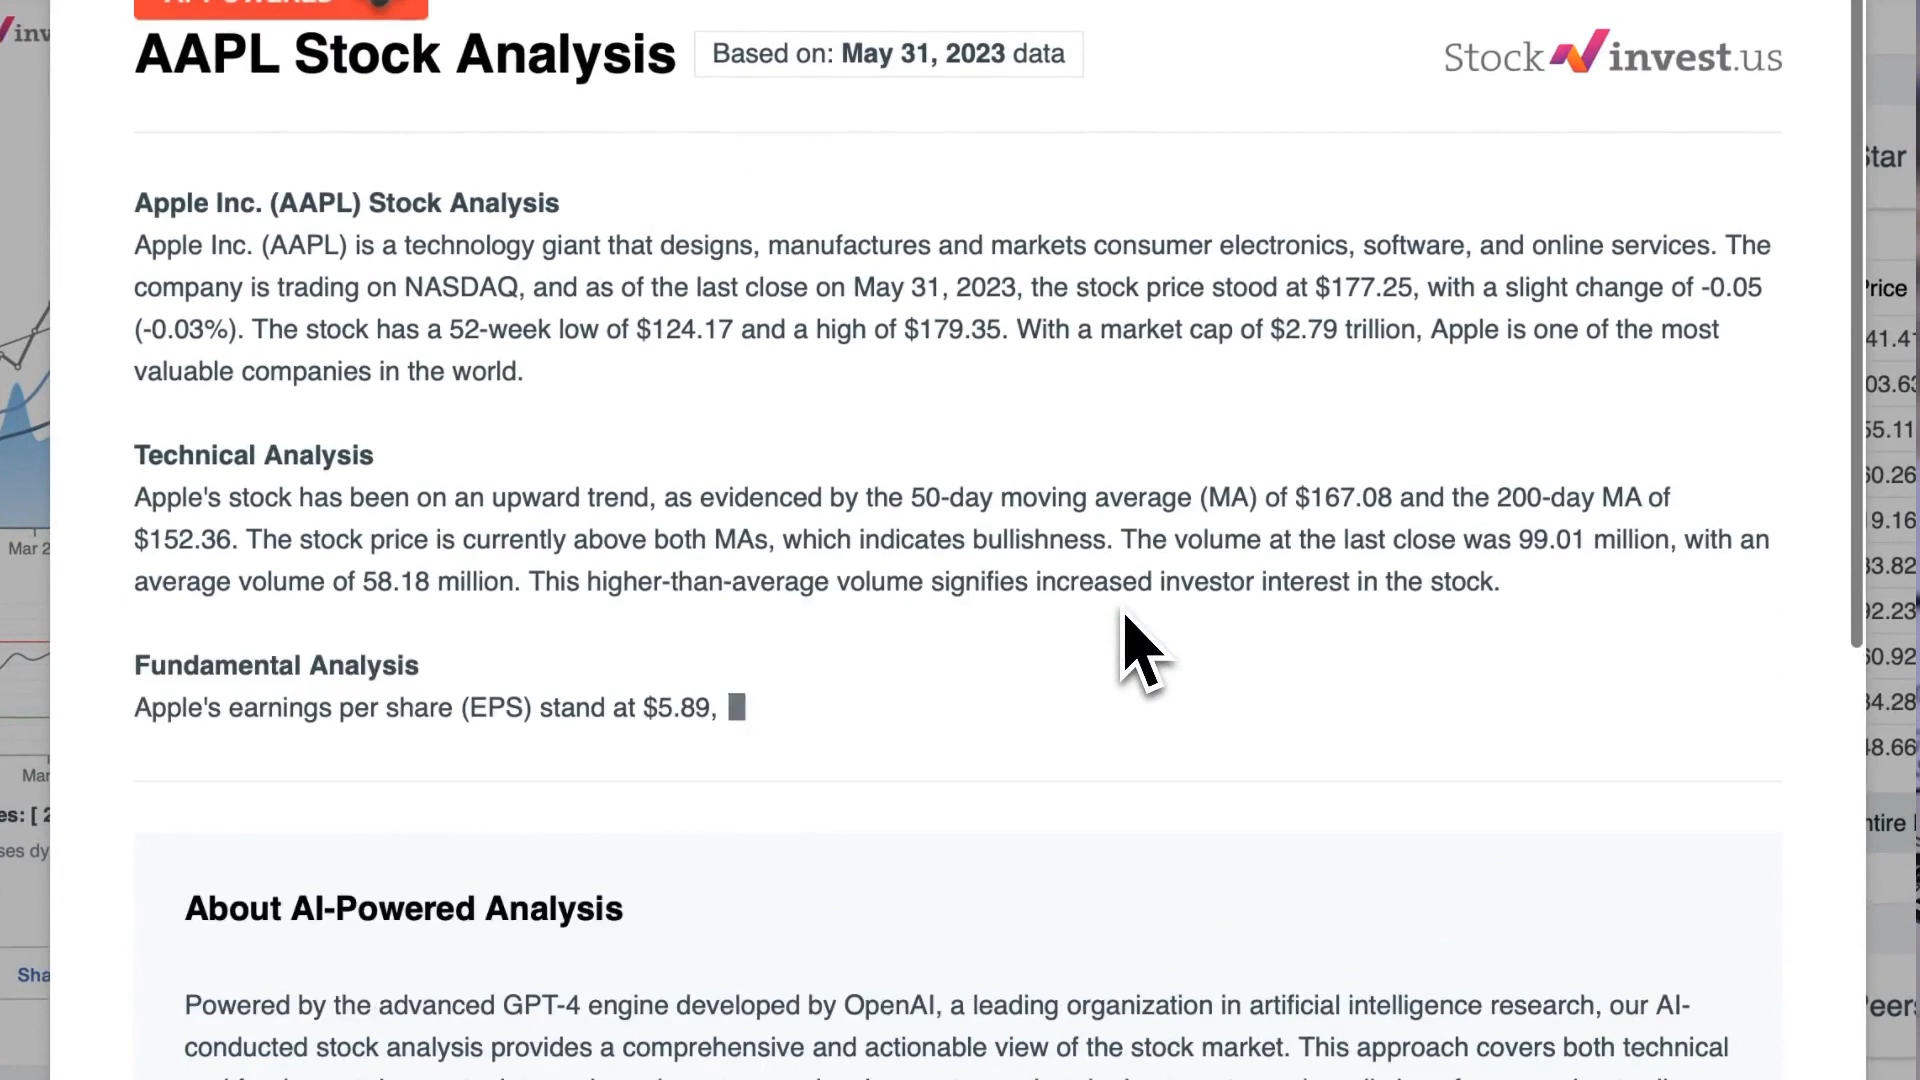 AAPL Stock Analysis
Based on: May 31, 2023 data
Stock invest.us
Apple Inc. (AAPL) Stock Analysis
Apple Inc. (AAPL) is a technology giant that designs, manufactures and markets consumer electronics, software, and online services. The
company is trading on NASDAQ, and as of the last close on May 31, 2023, the stock price stood at $177.25, with a slight change of -0.05
(-0.03%). The stock has a 52-week low of $124.17 and a high of $179.35. With a market cap of $2.79 trillion, Apple is one of the most
valuable companies in the world.
Technical Analysis
Apple's stock has been on an upward trend, as evidenced by the 50-day moving average (MA) of $167.08 and the 200-day MA of
$152.36. The stock price is currently above both MAs, which indicates bullishness. The volume at the last close was 99.01 million, with an
average volume of 58.18 million. This higher-than-average volume signifies increased investor interest in the stock.
Fundamental Analysis
Apple's earnings per share (EPS) stand at $5.89,
About AI-Powered Analysis
Powered by the advanced GPT-4 engine developed by OpenAI, a leading organization in artificial intelligence research, our AI-
conducted stock analysis provides a comprehensive and actionable view of the stock market. This approach covers both technical